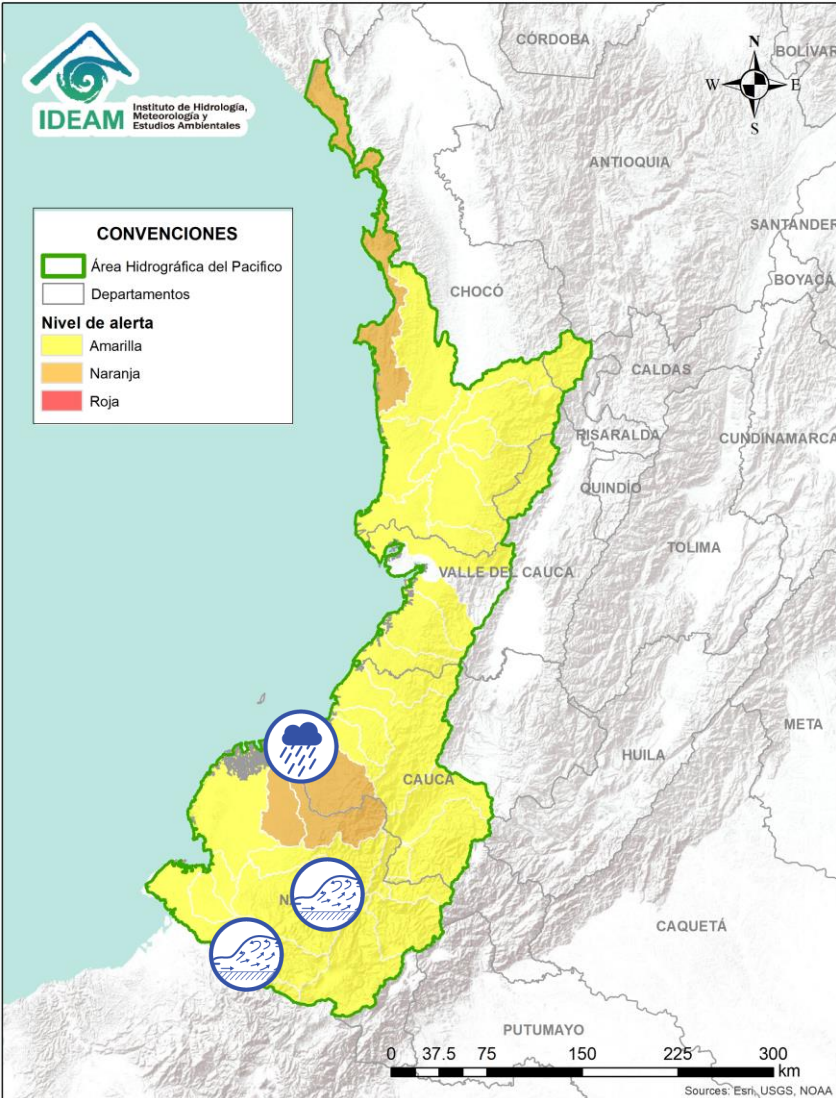 IDEAM
Instituto de Hidrología,
Meteorología y
Estudios Ambientales
CÓRDOBA
BOLÍVAR
N
W
E
S
ANTIOQUIA
SANTANDER
BOYACÁ
CONVENCIONES
Área Hidrográfica del Pacifico
Departamentos
Nivel de alerta
Amarilla
Naranja
Roja
CHOCÓ
CALDAS
RISARALDA
CUNDINAMARCA
QUINDÍO
TOLIMA
VALLE DEL CAUCA
META
HUILA
CAUCA
N
CAQUETÁ
PUTUMAYO
0 37.5 75 150 225 300
km
Sources: Esri, USGS, NOAA